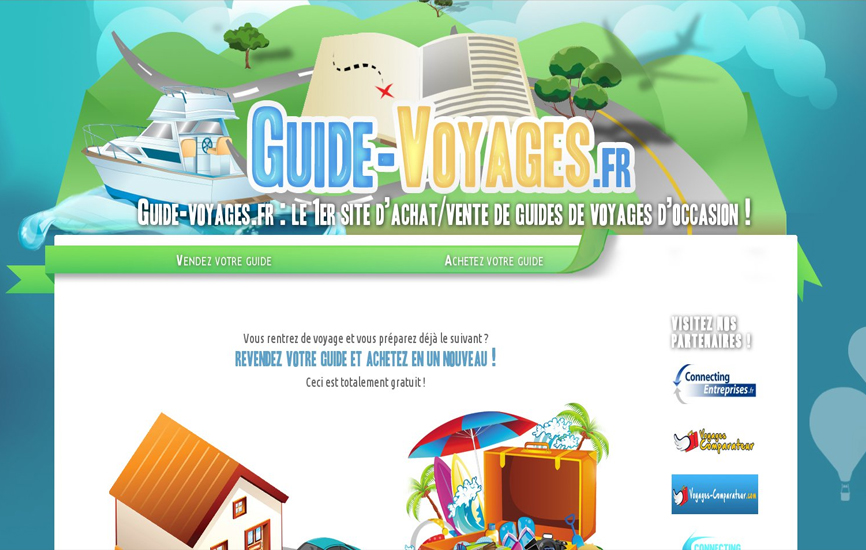 Guide-Voyages.fr
Guide-voyages.fr : le 1er site d'achat/vente de guides de voyages d'occasion !
Vendez votre guide
Achetez votre guide
Vous rentrez de voyage et vous préparez déjà le suivant ?
REVENDEZ VOTRE GUIDE ET ACHETEZ EN UN NOUVEAU !
Ceci est totalement gratuit !
VISITEZ NOS
PARTENAIRES !
Connecting
Entreprises.fr
Voyages
Comparateur
Voyages-Comparateur.com
CONNECTING